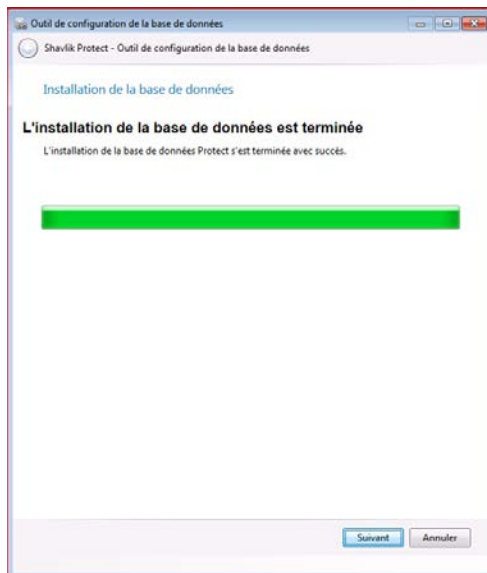 Outil de configuration de la base de données
Shavlik Protect - Outil de configuration de la base de données
Installation de la base de données
L'installation de la base de données est terminée
L'installation de la base de données Protect s'est terminée avec succès.
Suivant Annuler